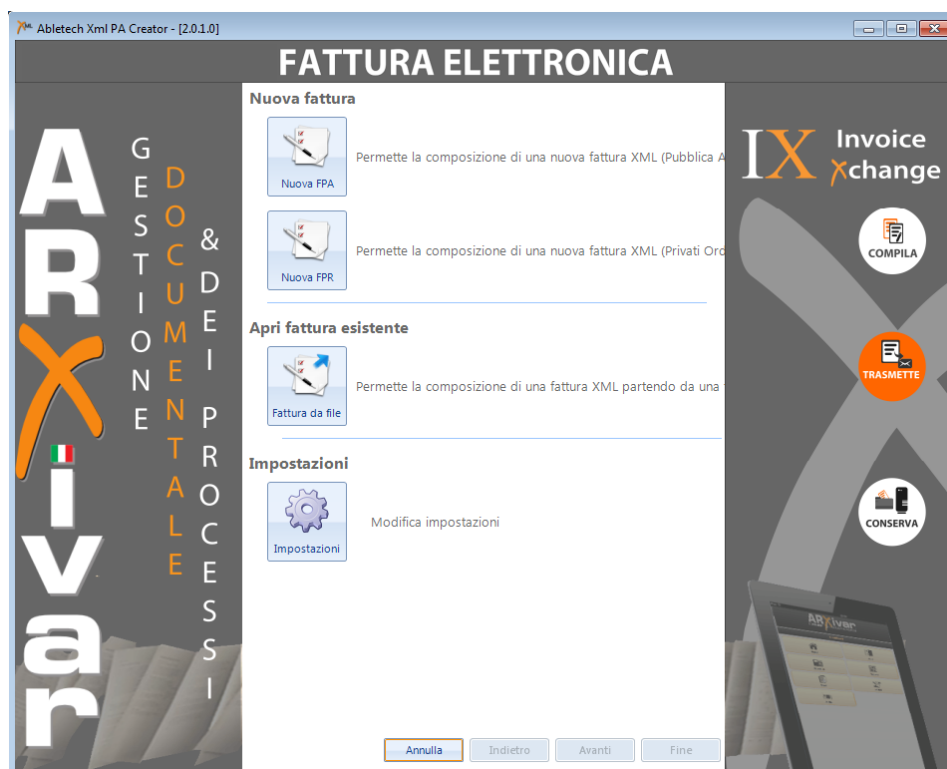 Abletech Xml PA Creator - [2.0.1.0]
FATTURA ELETTRONICA
ARXivar
GESTIONE
DOCUMENTALE
& DEI PROCESSI
Nuova fattura
Nuova FPA
Permette la composizione di una nuova fattura XML (Pubblica A
Nuova FPR
Permette la composizione di una nuova fattura XML (Privati Ord
Apri fattura esistente
Fattura da file
Permette la composizione di una fattura XML partendo da una
Impostazioni
Impostazioni
Modifica impostazioni
Annulla
Indietro
Avanti
Fine
IX Invoice
Xchange
COMPILA
TRASMETTE
CONSERVA
ARXivar